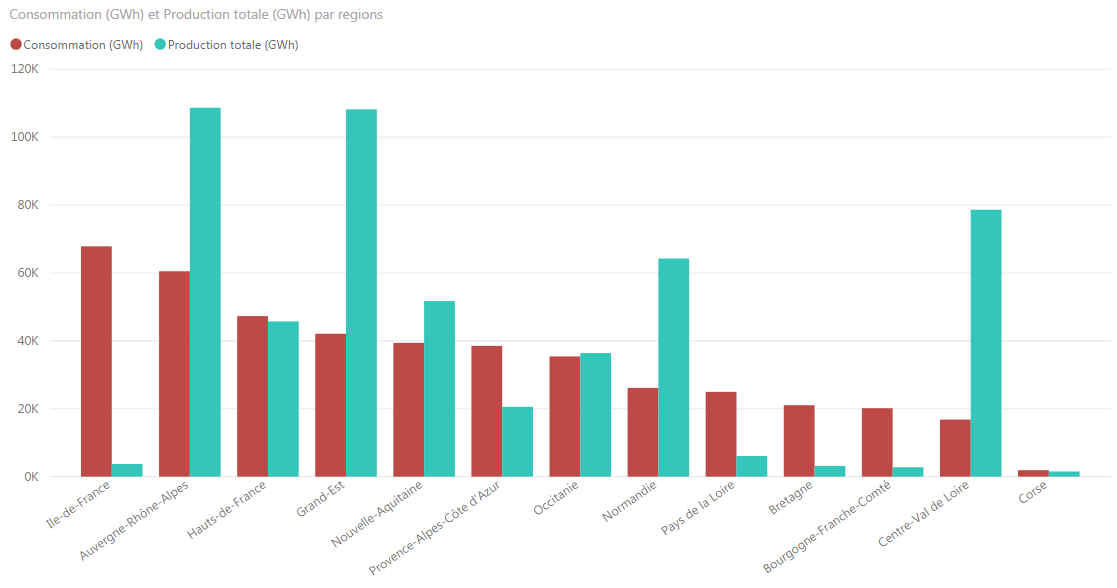 Consommation (GWh) et Production totale (GWh) par regions
Consommation (GWh) Production totale (GWh)
120K
100K
80K
60K
40K
20K
0K
Ile-de-France
Auvergne-Rhône-Alpes
Hauts-de-France
Grand-Est
Nouvelle-Aquitaine
Provence-Alpes-Côte d'Azur
Occitanie
Normandie
Pays de la Loire
Bretagne
Bourgogne-Franche-Comté
Centre-Val de Loire
Corse